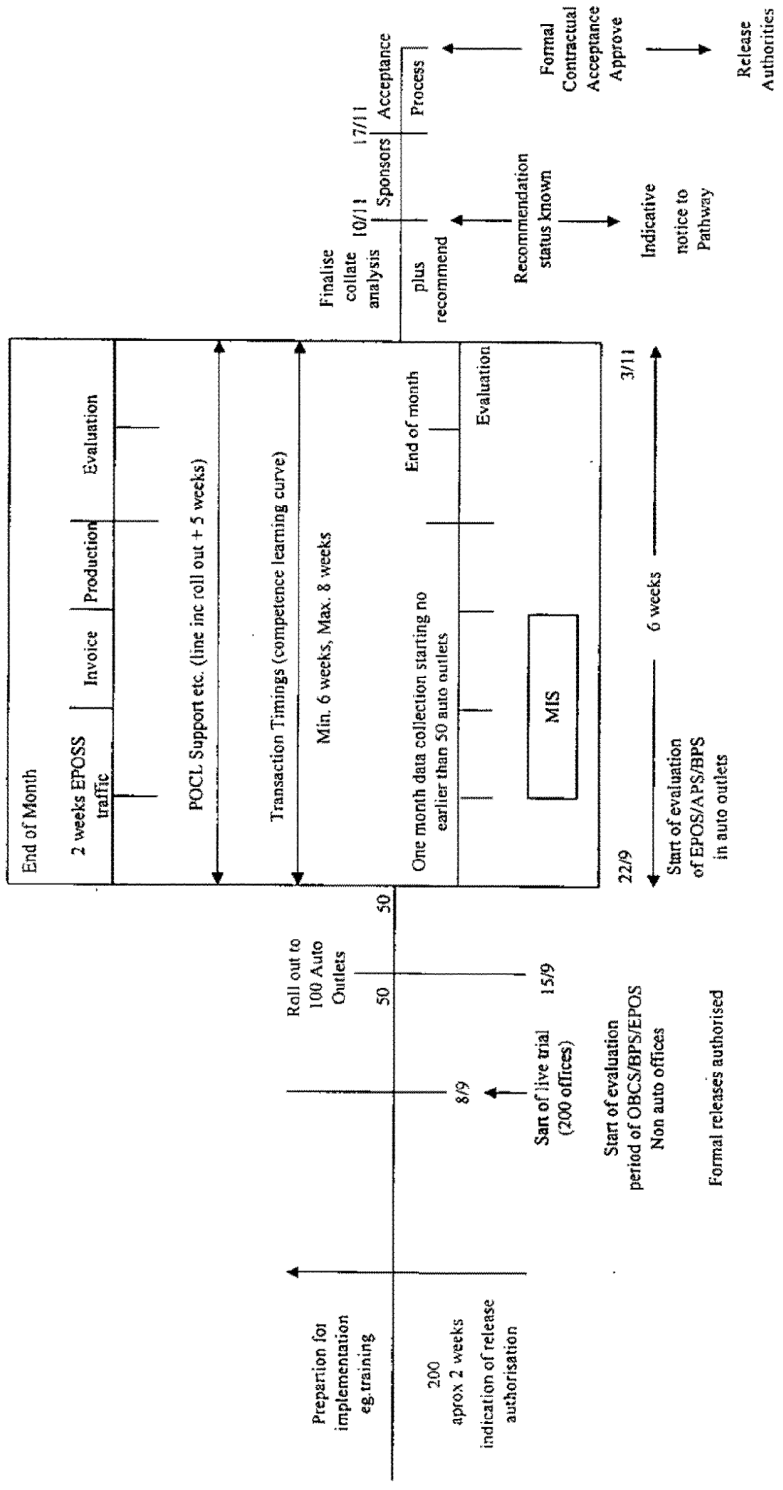 Prepartion for
implementation
eg.training
200
aprox 2 weeks
indication of release
authorisation
8/9
Sart of live trial
(200 offices)
Start of evaluation
period of OBCS/BPS/EPOS
Non auto offices
Formal releases authorised
Roll out to
100 Auto
Outlets
50
50
15/9
End of Month
2 weeks EPOSS
traffic
Invoice
Production
Evaluation
POCL Support etc. (line inc roll out + 5 weeks)
Transaction Timings (competence learning curve)
Min. 6 weeks, Max. 8 weeks
One month data collection starting no
earlier than 50 auto outlets
End of month
Evaluation
MIS
22/9
6 weeks
3/11
Start of evaluation
of EPOS/APS/BPS
in auto outlets
Finalise
collate
analysis
plus
recommend
10/11
Sponsors
17/11
Acceptance
Process
Recommendation
status known
Indicative
notice to
Pathway
Formal
Contractual
Acceptance
Approve
Release
Authorities